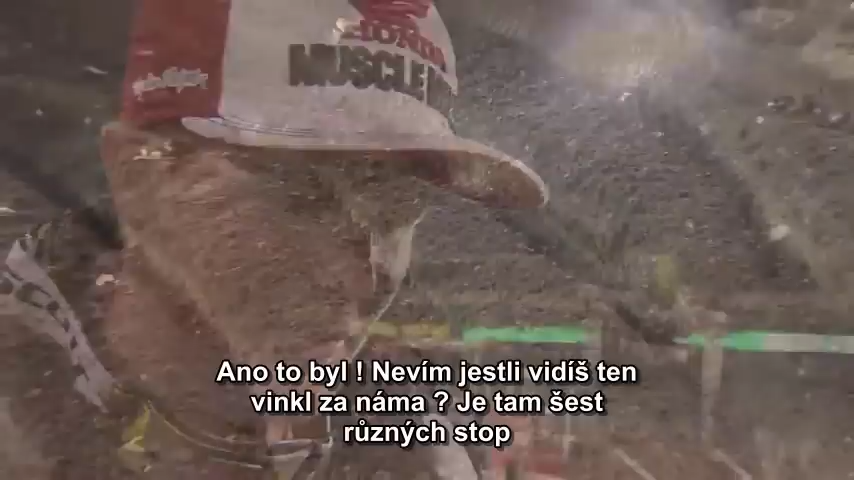 HONDA
MUSCLE
Ano to byl ! Nevím jestli vidíš ten
vinkl za náma ? Je tam šest
různých stop